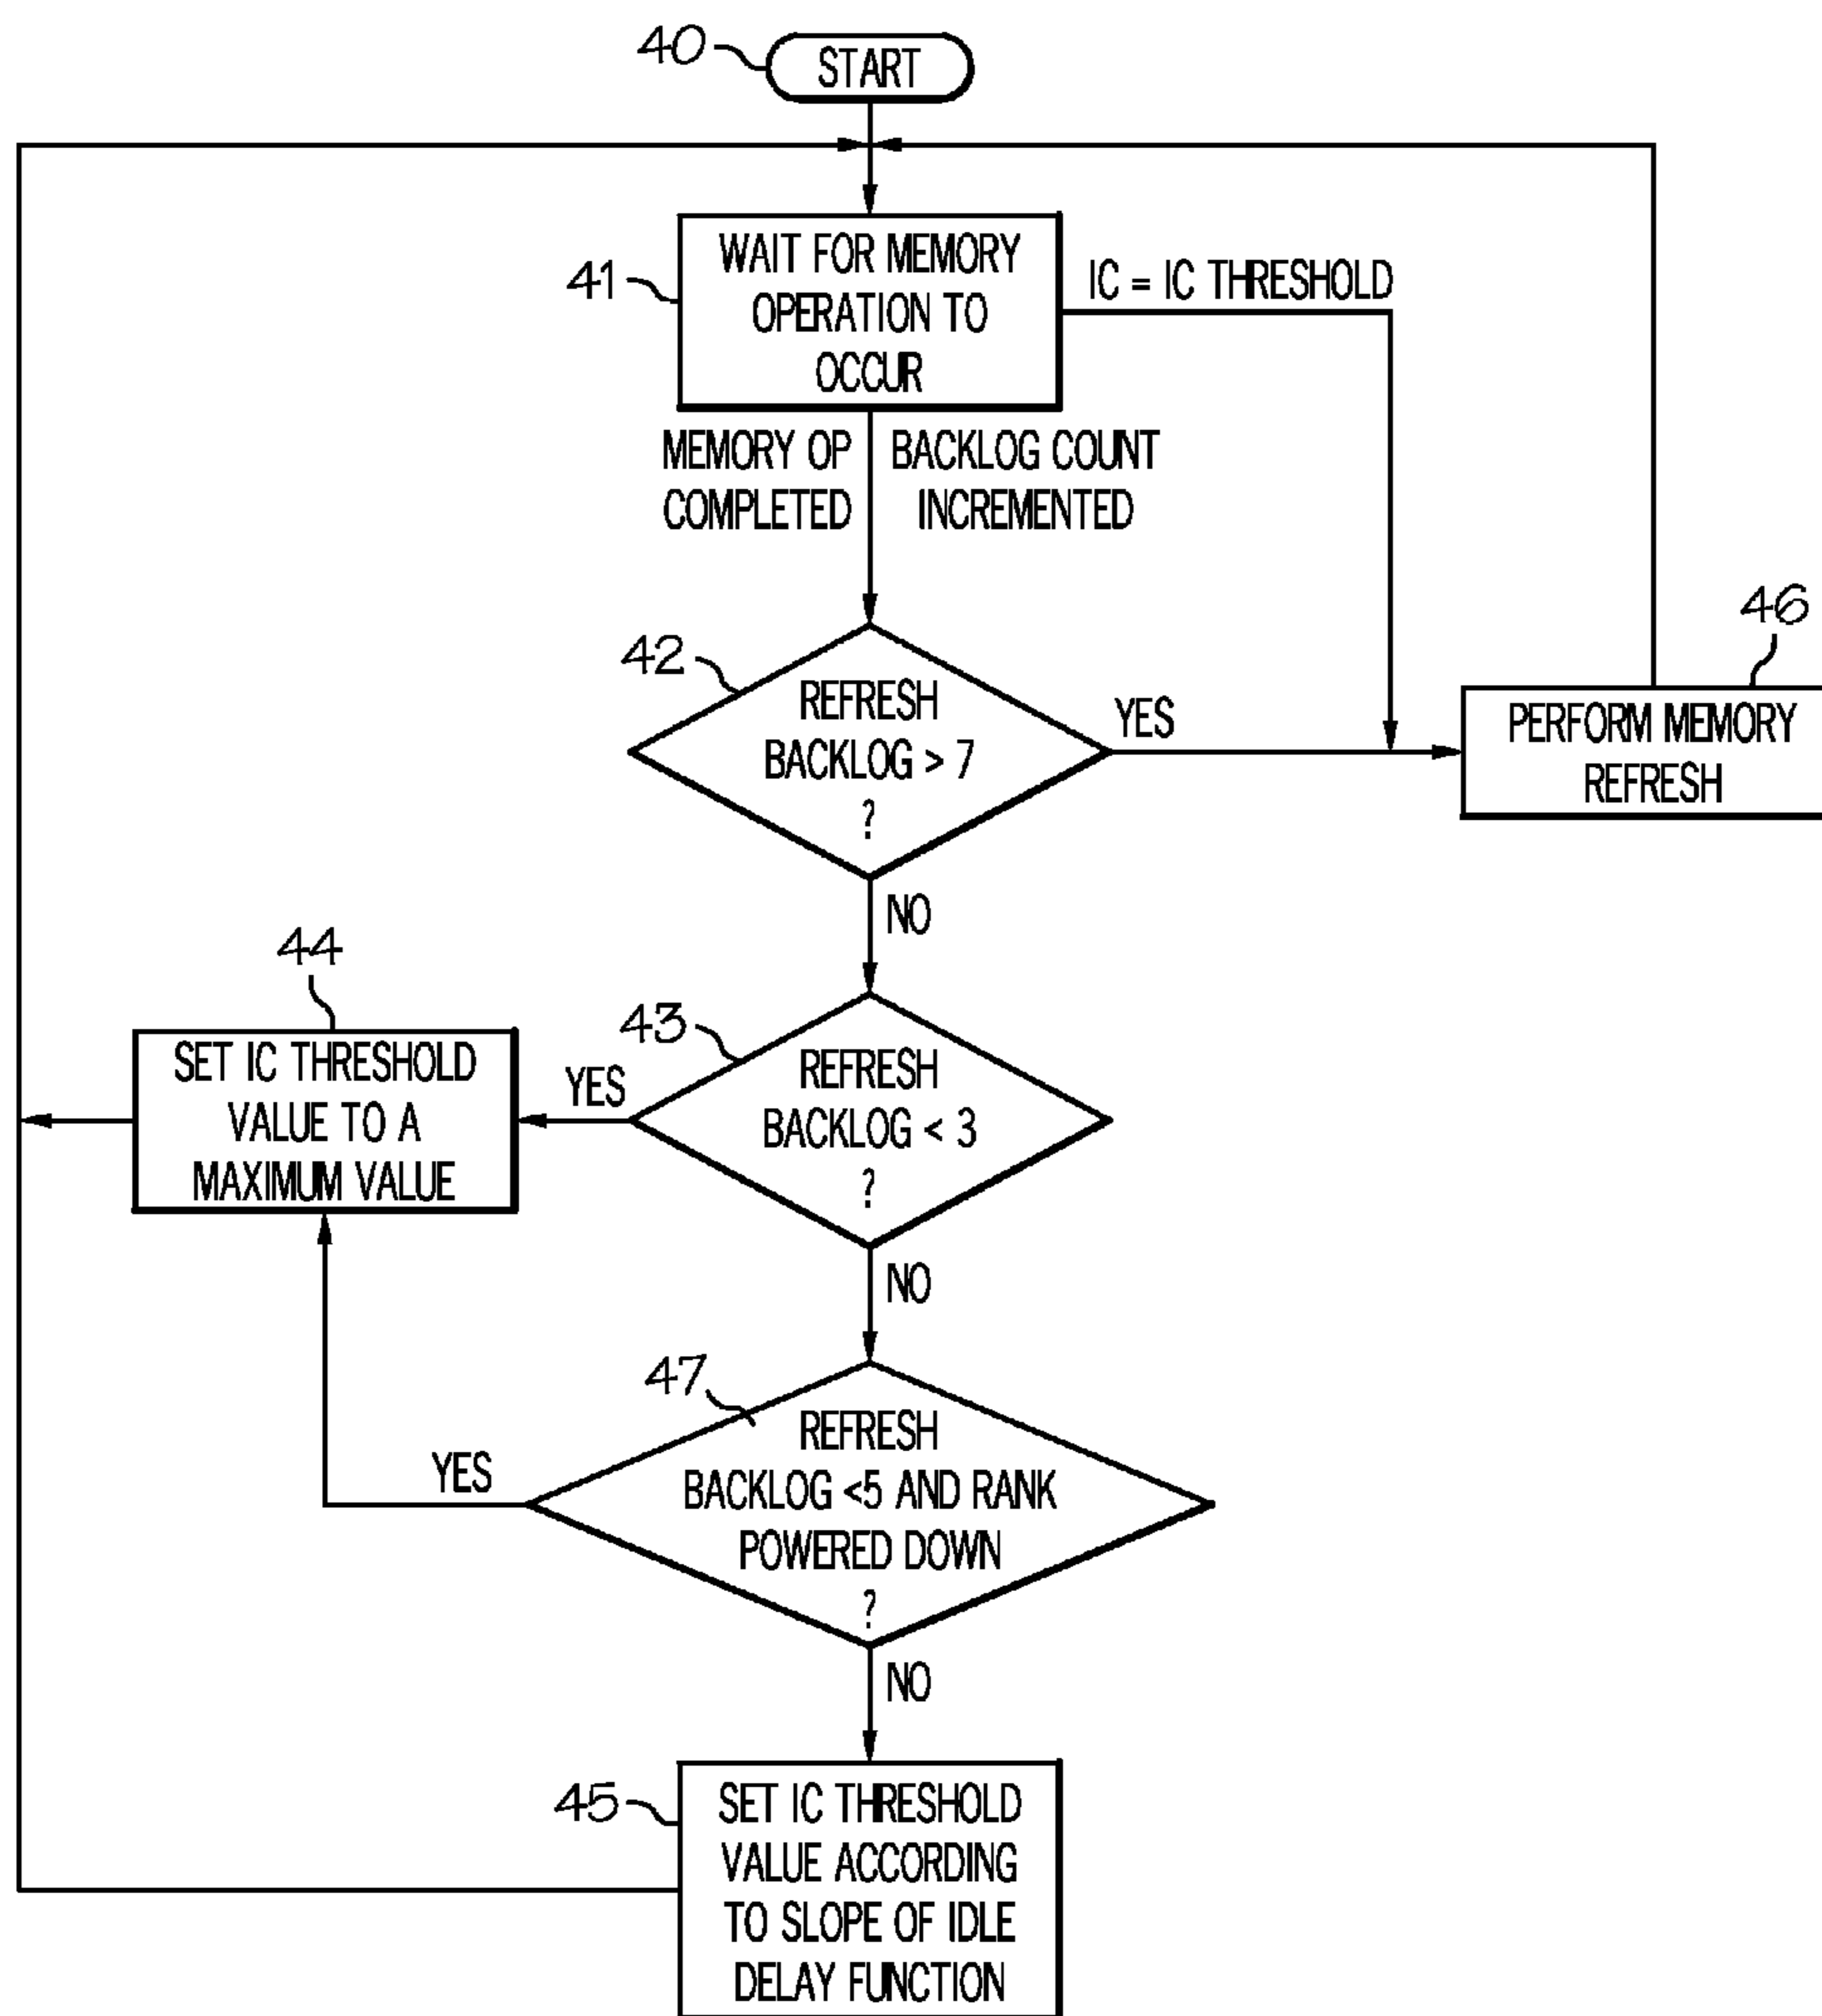 40
START
41
WAIT FOR MEMORY
OPERATION TO
OCCUR
IC = IC THRESHOLD
MEMORY OP
COMPLETED
BACKLOG COUNT
INCREMENTED
42
REFRESH
BACKLOG > 7
?
YES
46
PERFORM MEMORY
REFRESH
NO
43
REFRESH
BACKLOG < 3
?
YES
44
SET IC THRESHOLD
VALUE TO A
MAXIMUM VALUE
NO
47
REFRESH
BACKLOG <5 AND RANK
POWERED DOWN
?
YES
NO
45
SET IC THRESHOLD
VALUE ACCORDING
TO SLOPE OF IDLE
DELAY FUNCTION